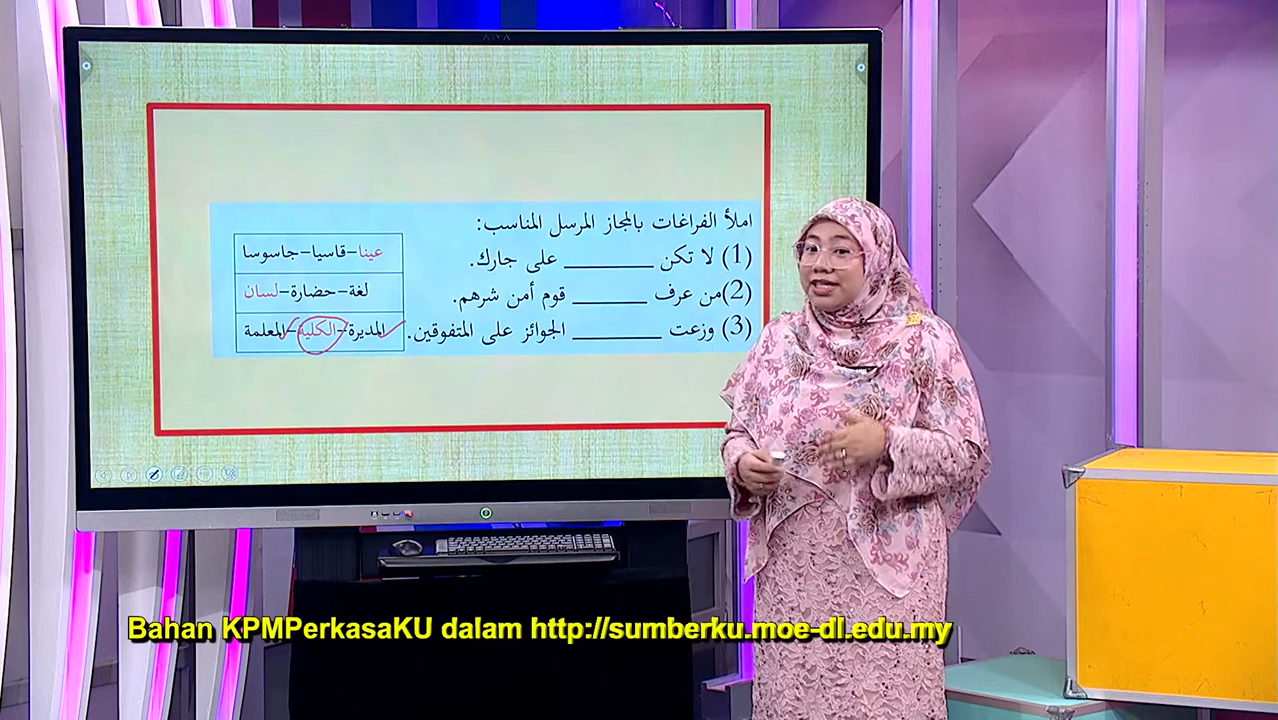 املأ الفراغات بالمجاز المرسل المناسب:
(1) لا تكن ______ على جارك.
عينا-قاسيا-جاسوسا
(2)من عرف ______ قوم أمن شرهم.
لغة-حضارة-لسان
(3) وزعت ______ الجوائز على المتفوقين.
المديرة-الكلية-المعلمة
Bahan KPMPerkasaKU dalam http://sumberku.moe-dl.edu.my